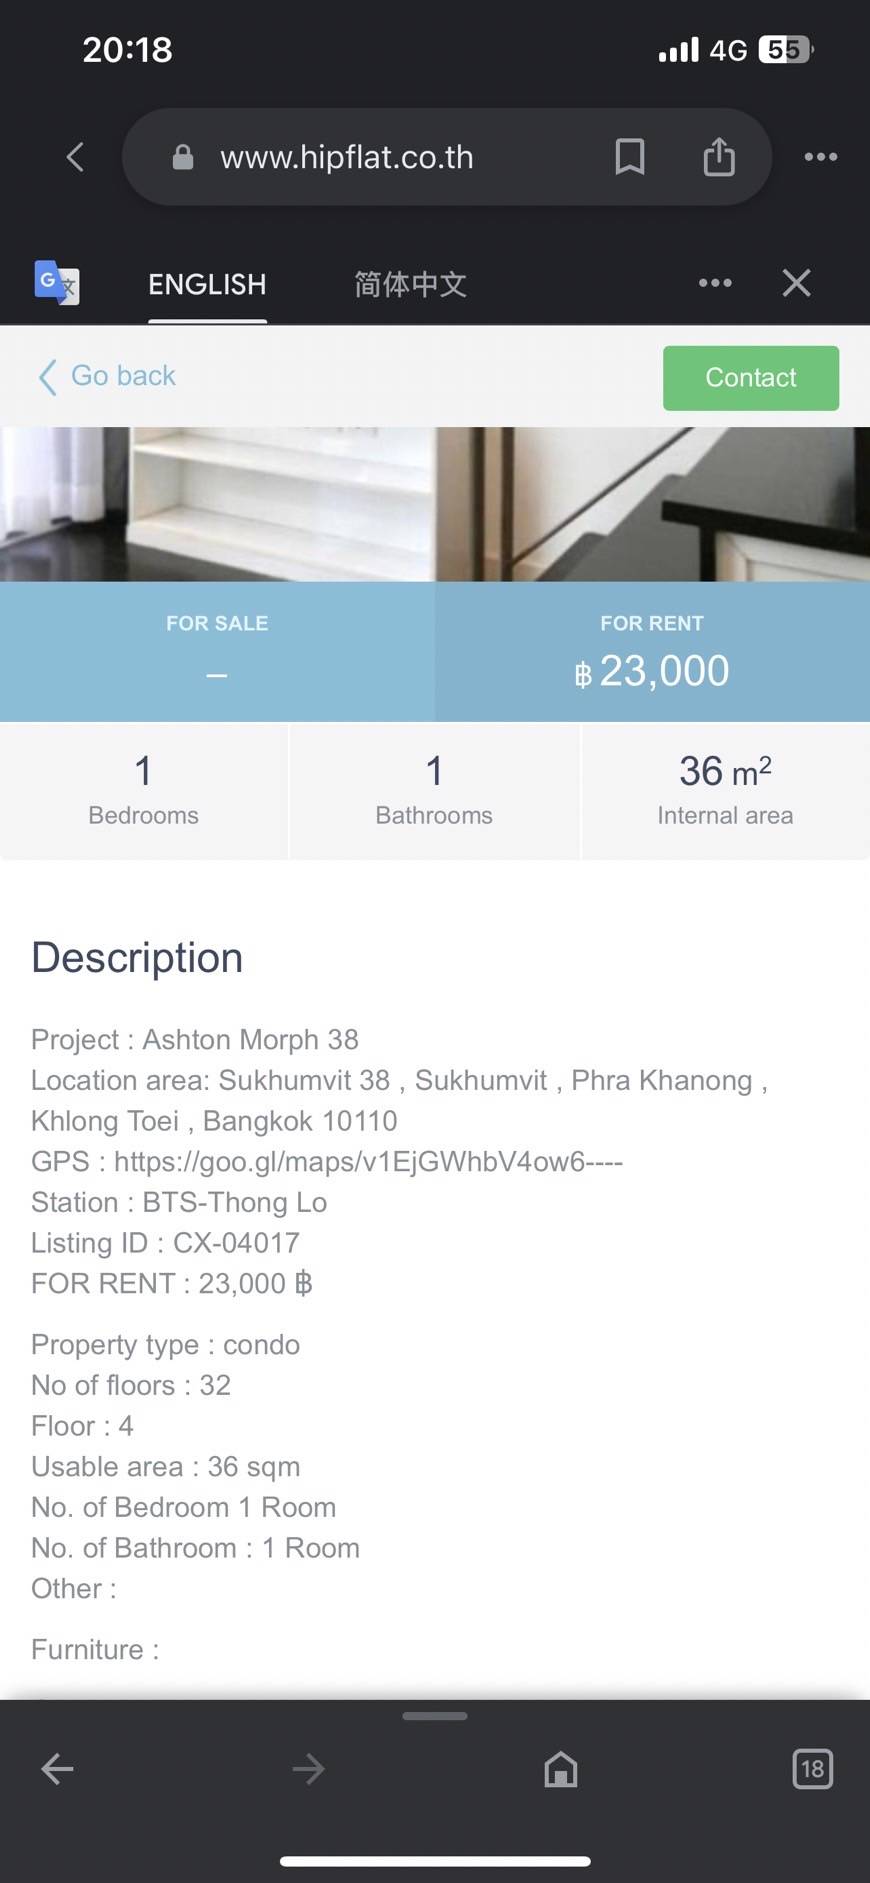 20:18
4G 55
www.hipflat.co.th
G 文 ENGLISH 简体中文
Go back
Contact
FOR SALE
–
FOR RENT
฿ 23,000
1
Bedrooms
1
Bathrooms
36 m²
Internal area
Description
Project : Ashton Morph 38
Location area: Sukhumvit 38 , Sukhumvit , Phra Khanong ,
Khlong Toei , Bangkok 10110
GPS : https://goo.gl/maps/v1EjGWhbV4ow6----
Station : BTS-Thong Lo
Listing ID : CX-04017
FOR RENT : 23,000 ฿
Property type : condo
No of floors : 32
Floor : 4
Usable area : 36 sqm
No. of Bedroom 1 Room
No. of Bathroom : 1 Room
Other :
Furniture :
18